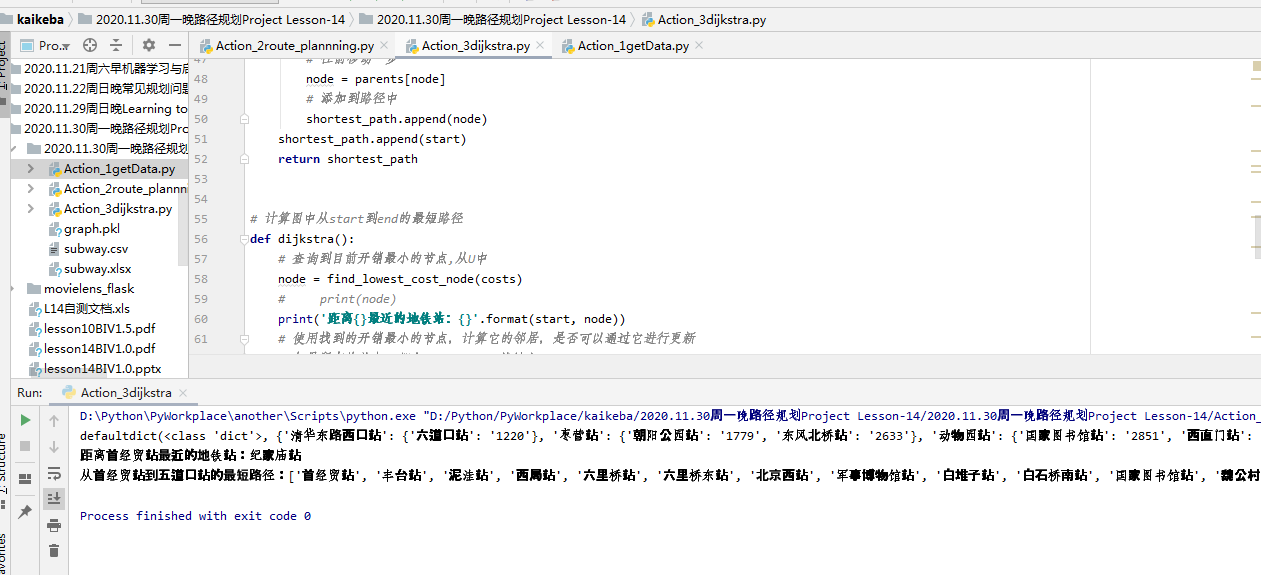 kaikeba 2020.11.30周一晚路径规划Project Lesson-14 2020.11.30周一晚路径规划Project Lesson-14 Action_3dijkstra.py
Pro...
Action_2route_plannning.py Action_3dijkstra.py Action_1getData.py
1: Project
2020.11.21周六早机器学习与后
2020.11.22周日晚常见规划问题
2020.11.29周日晚Learning to
2020.11.30周一晚路径规划Pro
2020.11.30周一晚路径规划
Action_1getData.py
Action_2route_plannn
Action_3dijkstra.py
graph.pkl
subway.csv
subway.xlsx
movielens_flask
L14自测文档.xls
lesson10BIV1.5.pdf
lesson14BIV1.0.pdf
lesson14BIV1.0.pptx
47
48 node = parents[node]
49 # 添加到路径中
50 shortest_path.append(node)
51 shortest_path.append(start)
52 return shortest_path
53
54
55 # 计算图中从start到end的最短路径
56 def dijkstra():
57 # 查询到目前开销最小的节点,从U中
58 node = find_lowest_cost_node(costs)
59 # print(node)
60 print('距离{}最近的地铁站：{}'.format(start, node))
61 # 使用找到的开销最小的节点，计算它的邻居，是否可以通过它进行更新
Run: Action_3dijkstra
D:\Python\PyWorkplace\another\Scripts\python.exe "D:/Python/PyWorkplace/kaikeba/2020.11.30周一晚路径规划Project Lesson-14/2020.11.30周一晚路径规划Project Lesson-14/Action_
defaultdict(<class 'dict'>, {'清华东路西口站': {'六道口站': '1220'}, '枣营站': {'朝阳公园站': '1779', '东风北桥站': '2633'}, '动物园站': {'国家图书馆站': '2851', '西直门站':
距离首经贸站最近的地铁站：纪家庙站
从首经贸站到五道口站的最短路径：['首经贸站', '丰台站', '泥洼站', '西局站', '六里桥站', '六里桥东站', '北京西站', '军事博物馆站', '白堆子站', '白石桥南站', '国家图书馆站', '魏公村
Process finished with exit code 0
7: Structure
avorites